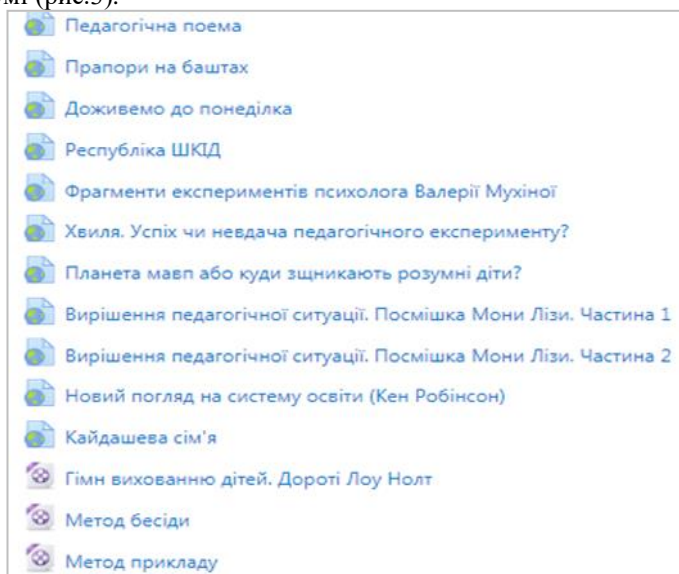 омі (рис.3).
Педагогічна поема
Прапори на баштах
Доживемо до понеділка
Республіка ШКІД
Фрагменти експериментів психолога Валерії Мухіної
Хвиля. Успіх чи невдача педагогічного експерименту?
Планета мавп або куди зщникають розумні діти?
Вирішення педагогічної ситуації. Посмішка Мони Лізи. Частина 1
Вирішення педагогічної ситуації. Посмішка Мони Лізи. Частина 2
Новий погляд на систему освіти (Кен Робінсон)
Кайдашева сім'я
Гімн вихованню дітей. Дороті Лоу Нолт
Метод бесіди
Метод прикладу